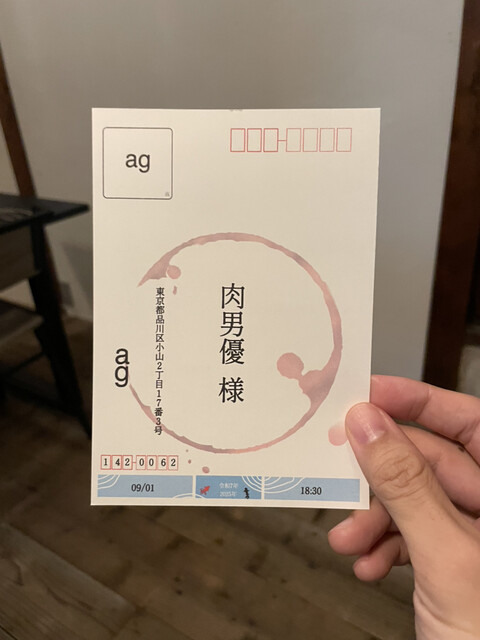 ag
肉男優 様
東京都品川区小山2丁目17番3号
ag
142-0062
09/01
令和7年
2025年
18:30